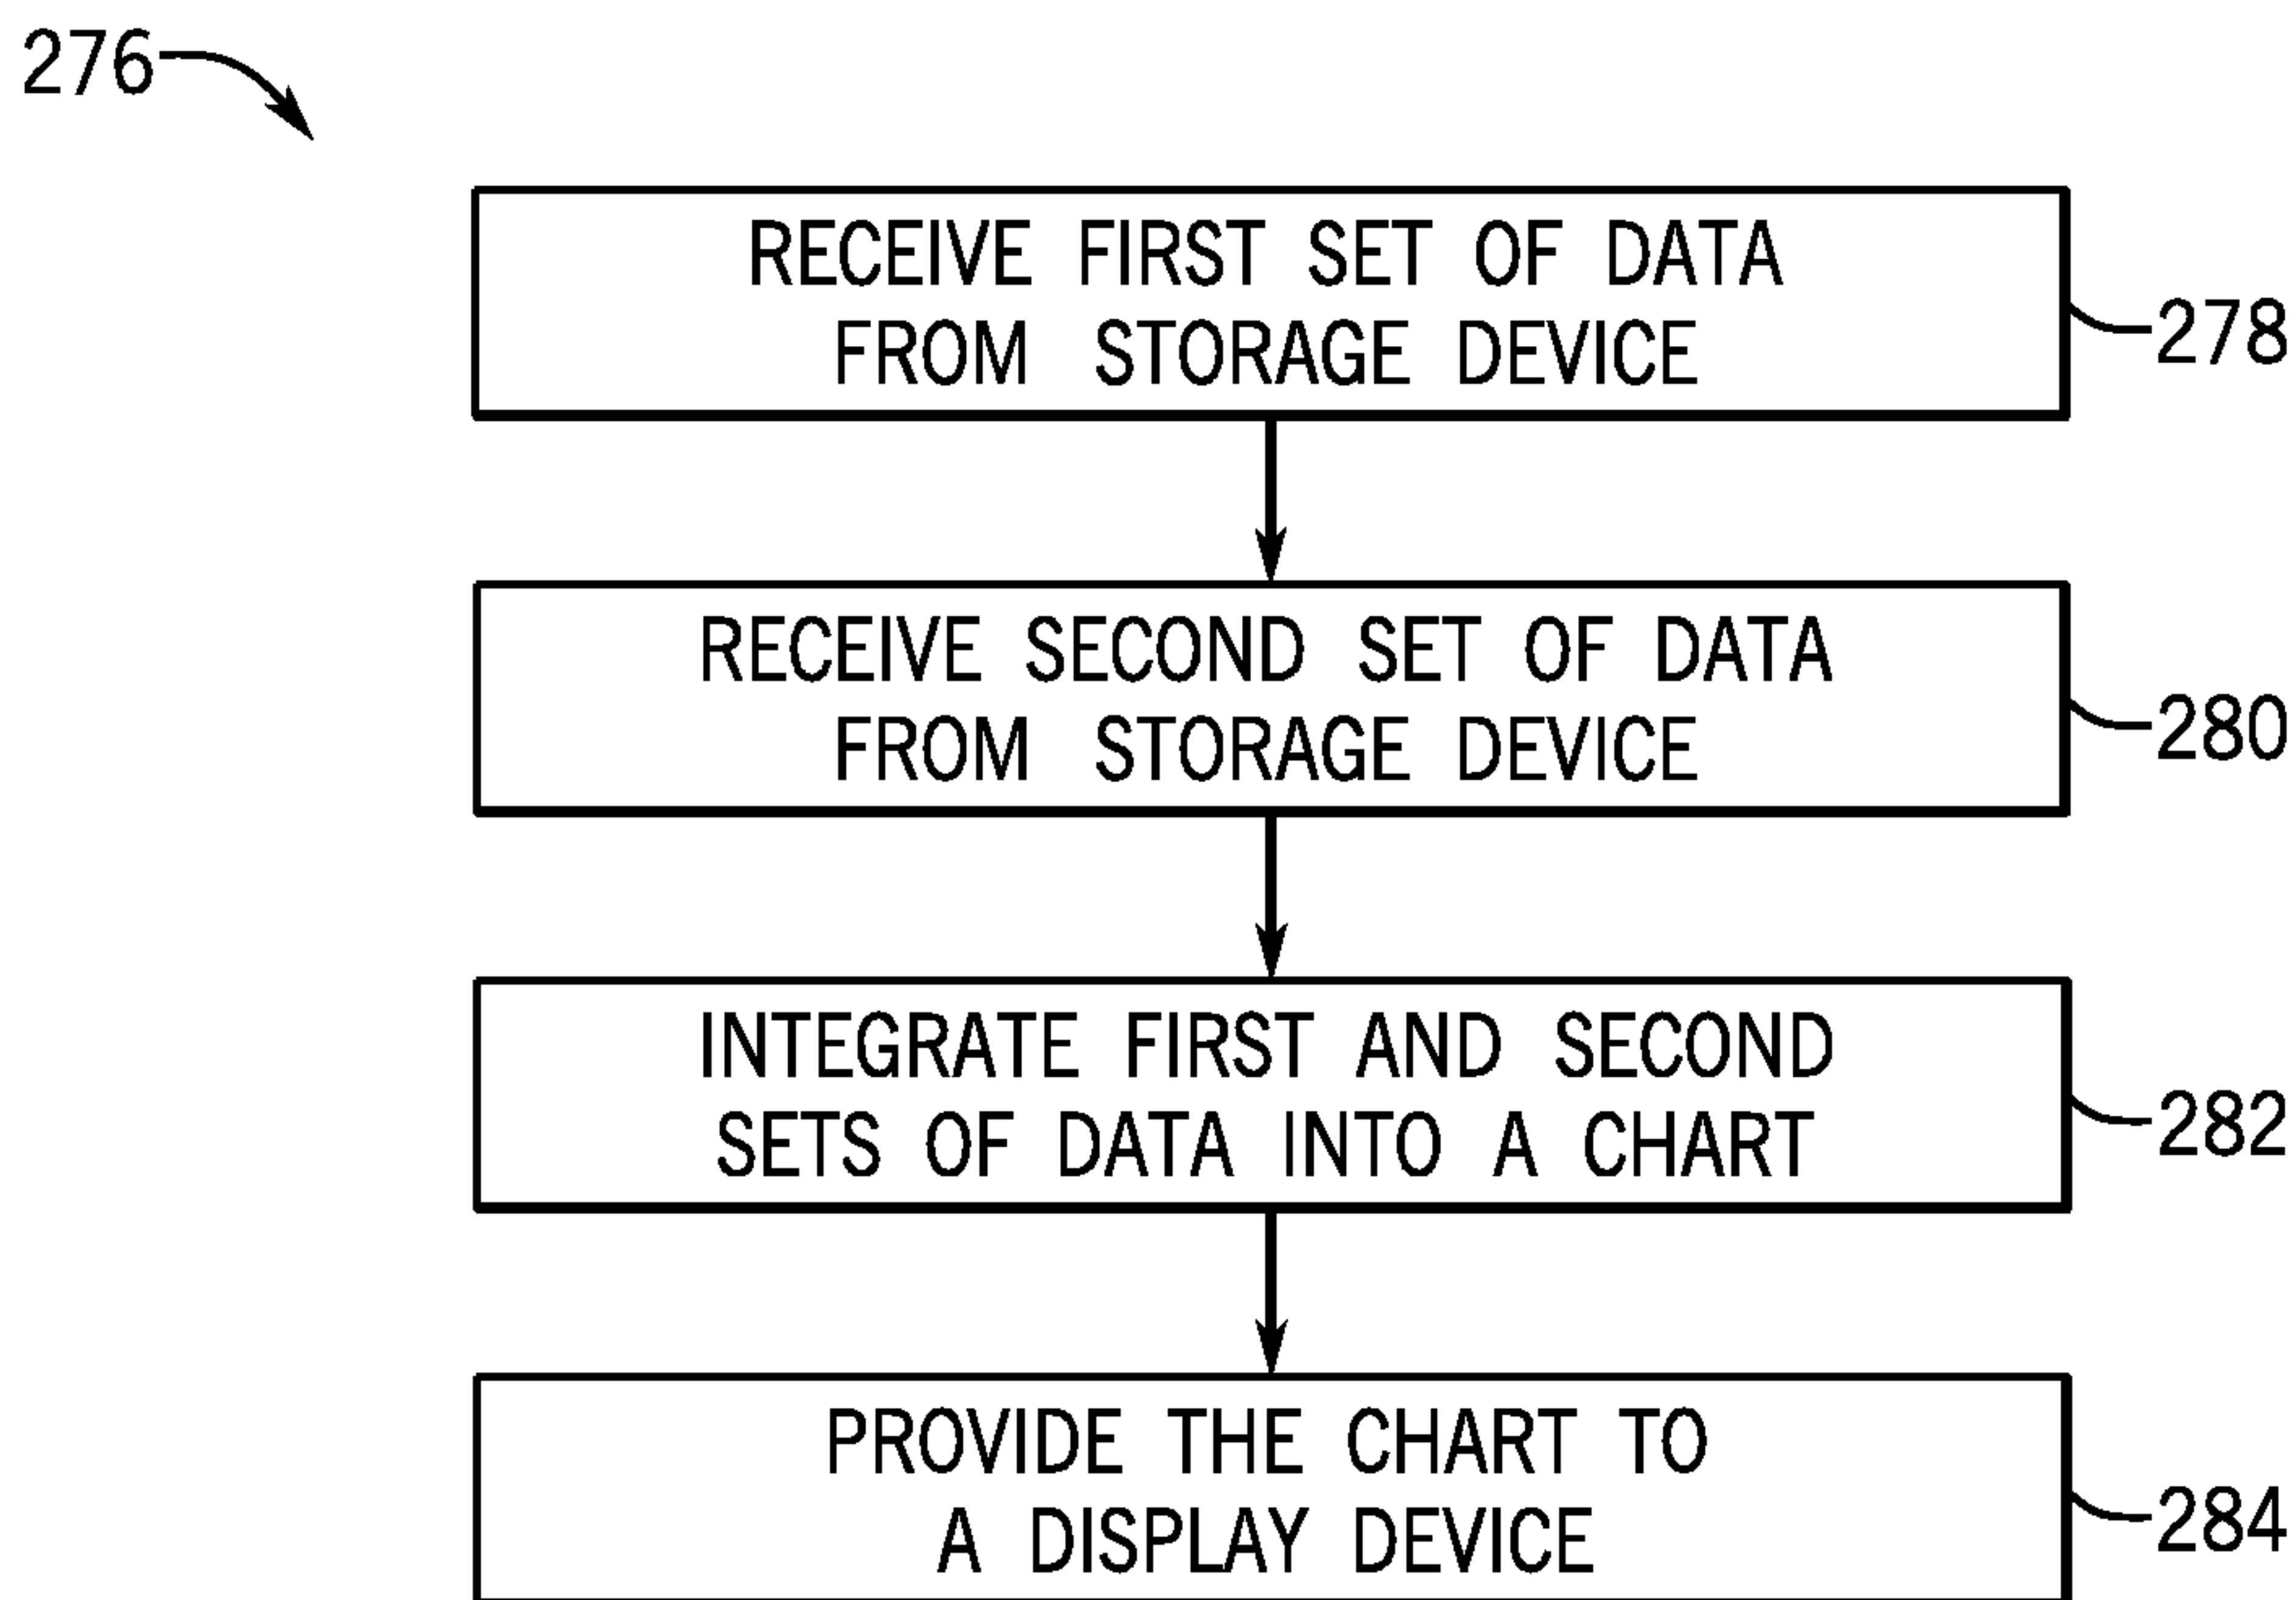 276
RECEIVE FIRST SET OF DATA
FROM STORAGE DEVICE
278
RECEIVE SECOND SET OF DATA
FROM STORAGE DEVICE
280
INTEGRATE FIRST AND SECOND
SETS OF DATA INTO A CHART
282
PROVIDE THE CHART TO
A DISPLAY DEVICE
284